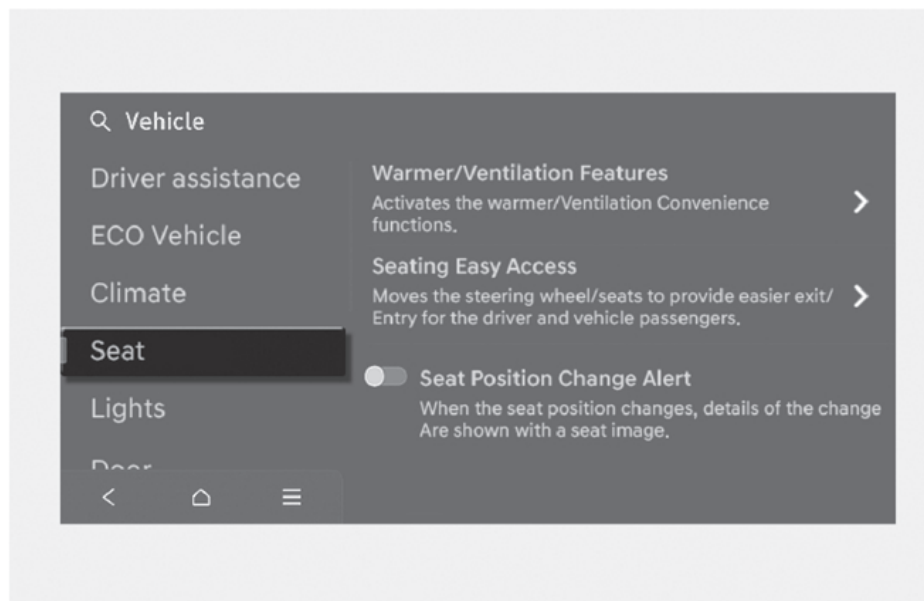 Vehicle
Driver assistance
ECO Vehicle
Climate
Seat
Lights
Door
Warmer/Ventilation Features
Activates the warmer/Ventilation Convenience
functions.
Seating Easy Access
Moves the steering wheel/seats to provide easier exit/
Entry for the driver and vehicle passengers.
Seat Position Change Alert
When the seat position changes, details of the change
Are shown with a seat image.